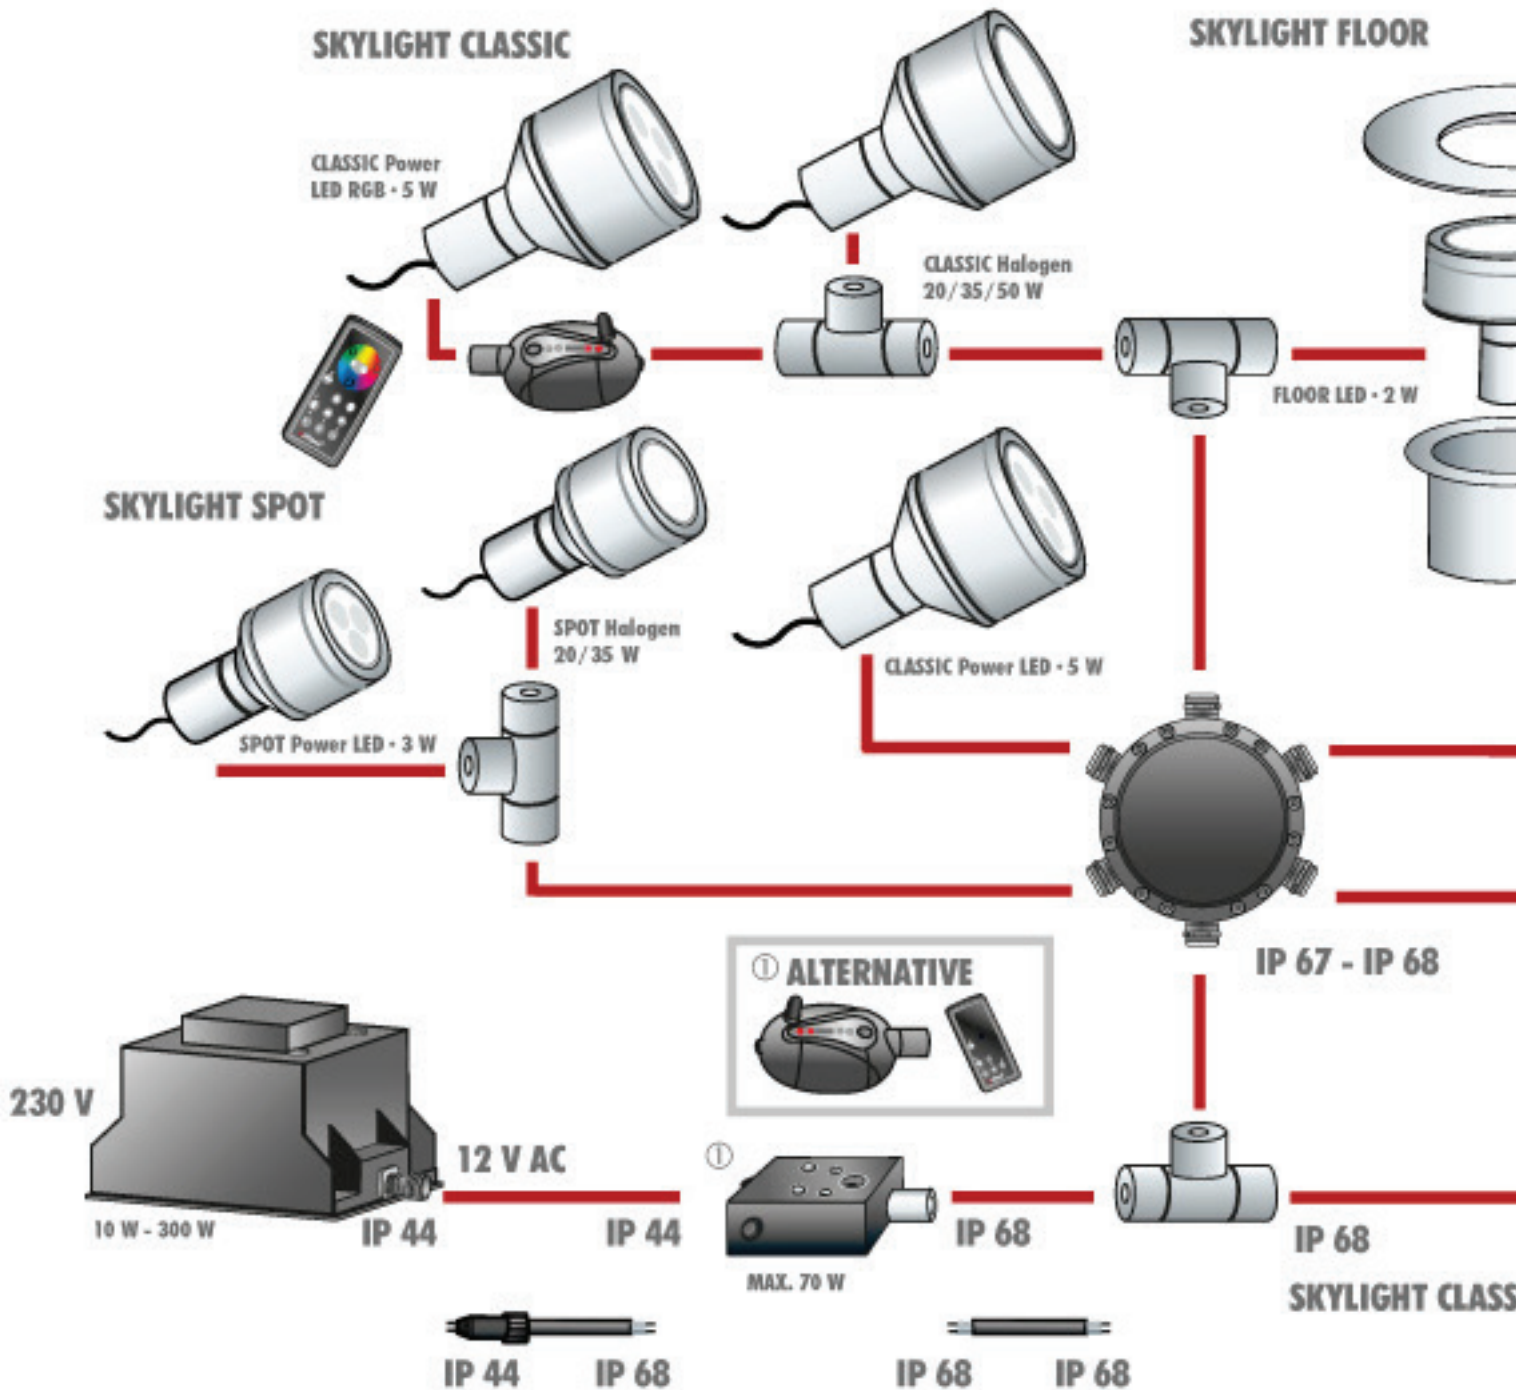 SKYLIGHT CLASSIC
SKYLIGHT FLOOR
CLASSIC Power
LED RGB · 5 W
CLASSIC Halogen
20/35/50 W
FLOOR LED · 2 W
SKYLIGHT SPOT
SPOT Halogen
20/35 W
CLASSIC Power LED · 5 W
SPOT Power LED · 3 W
IP 67 - IP 68
① ALTERNATIVE
230 V
12 V AC
①
10 W - 300 W
IP 44
IP 44
IP 68
IP 68
MAX. 70 W
SKYLIGHT CLASS
IP 44
IP 68
IP 68
IP 68